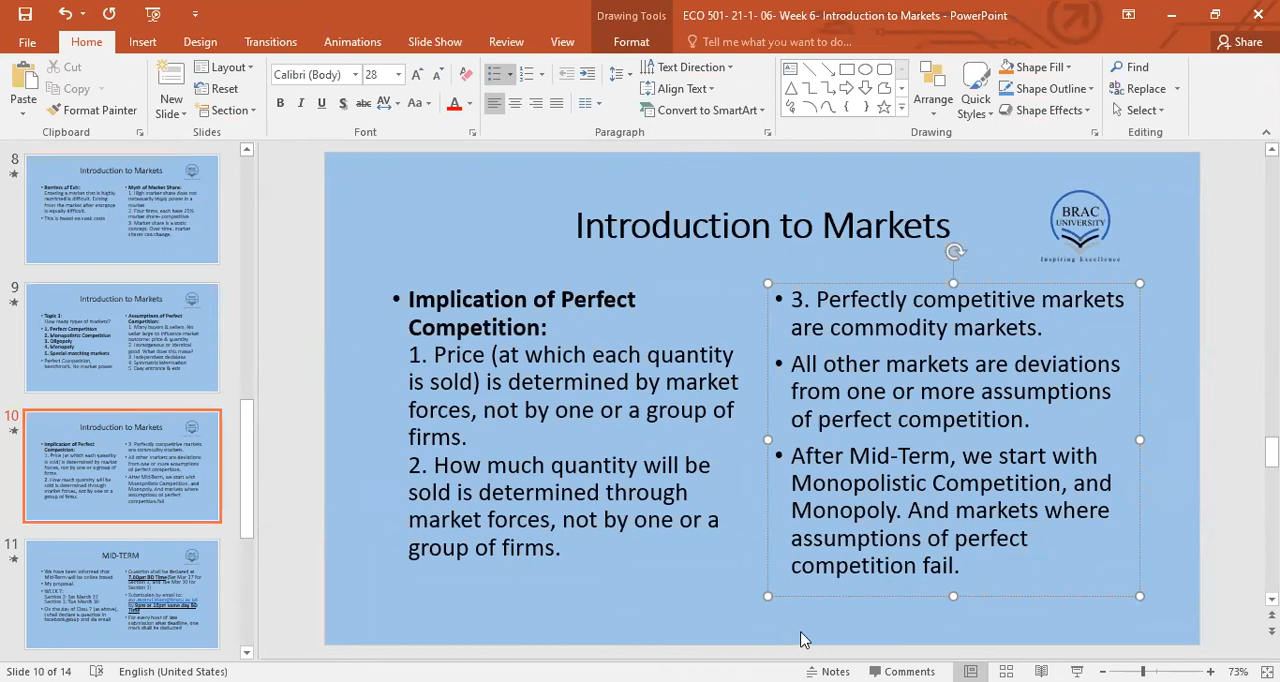 Drawing Tools
ECO 501- 21-1- 06- Week 6- Introduction to Markets - PowerPoint
File Home Insert Design Transitions Animations Slide Show Review View Format Tell me what you want to do... Share
Cut
Copy
Format Painter
Paste
Clipboard
New Slide
Layout
Reset
Section
Slides
Calibri (Body) 28
B I U S abc AV Aa A
Font
Text Direction
Align Text
Convert to SmartArt
Paragraph
Arrange
Quick Styles
Shape Fill
Shape Outline
Shape Effects
Drawing
Find
Replace
Select
Editing
8
Introduction to Markets
9
Introduction to Markets
10
Introduction to Markets
11
MID-TERM
Introduction to Markets
BRAC
UNIVERSITY
Inspiring Excellence
• Implication of Perfect
Competition:
1. Price (at which each quantity
is sold) is determined by market
forces, not by one or a group of
firms.
2. How much quantity will be
sold is determined through
market forces, not by one or a
group of firms.
• 3. Perfectly competitive markets
are commodity markets.
• All other markets are deviations
from one or more assumptions
of perfect competition.
• After Mid-Term, we start with
Monopolistic Competition, and
Monopoly. And markets where
assumptions of perfect
competition fail.
Slide 10 of 14 English (United States) Notes Comments 73%